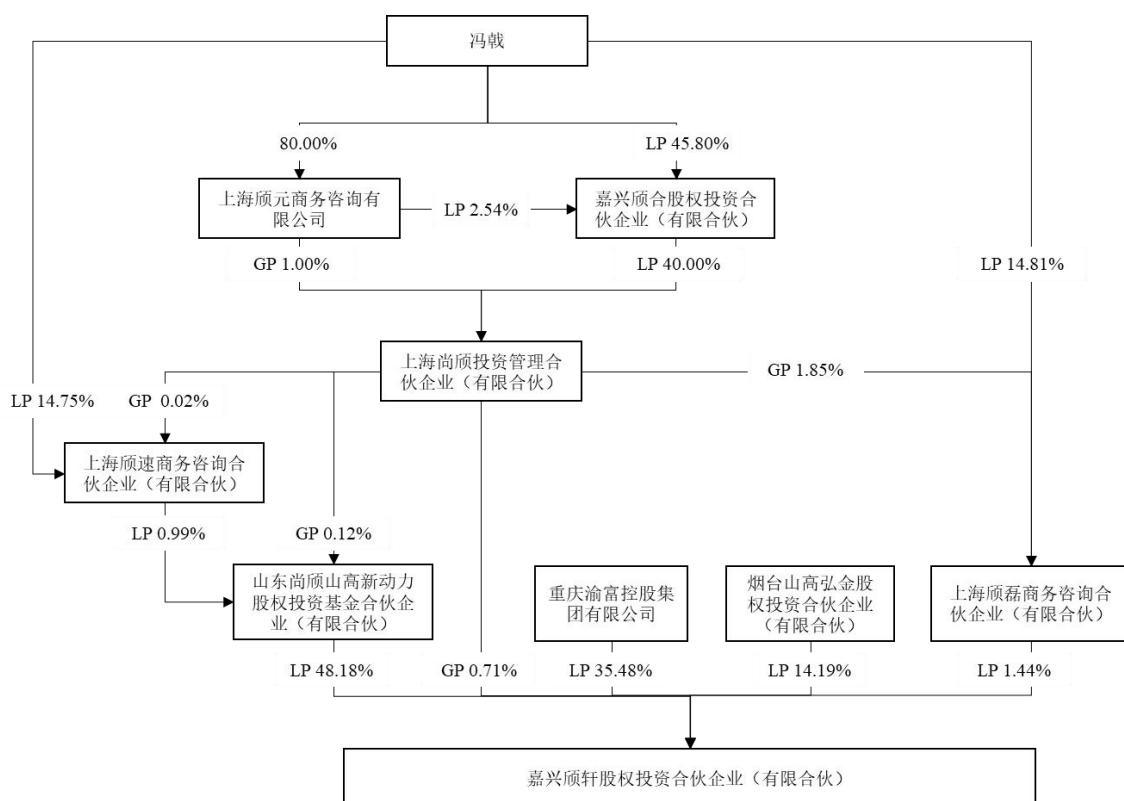 冯戟
80.00%
LP 45.80%
上海颀元商务咨询有
限公司
LP 2.54%
嘉兴颀合股权投资合
伙企业（有限合伙）
GP 1.00%
LP 40.00%
LP 14.81%
上海尚颀投资管理合
伙企业（有限合伙）
GP 1.85%
LP 14.75%
GP 0.02%
上海颀速商务咨询合
伙企业（有限合伙）
LP 0.99%
GP 0.12%
山东尚颀山高新动力
股权投资基金合伙企
业（有限合伙）
重庆渝富控股集
团有限公司
烟台山高弘金股
权投资合伙企业
（有限合伙）
上海颀磊商务咨询合
伙企业（有限合伙）
LP 48.18%
GP 0.71%
LP 35.48%
LP 14.19%
LP 1.44%
嘉兴颀轩股权投资合伙企业（有限合伙）